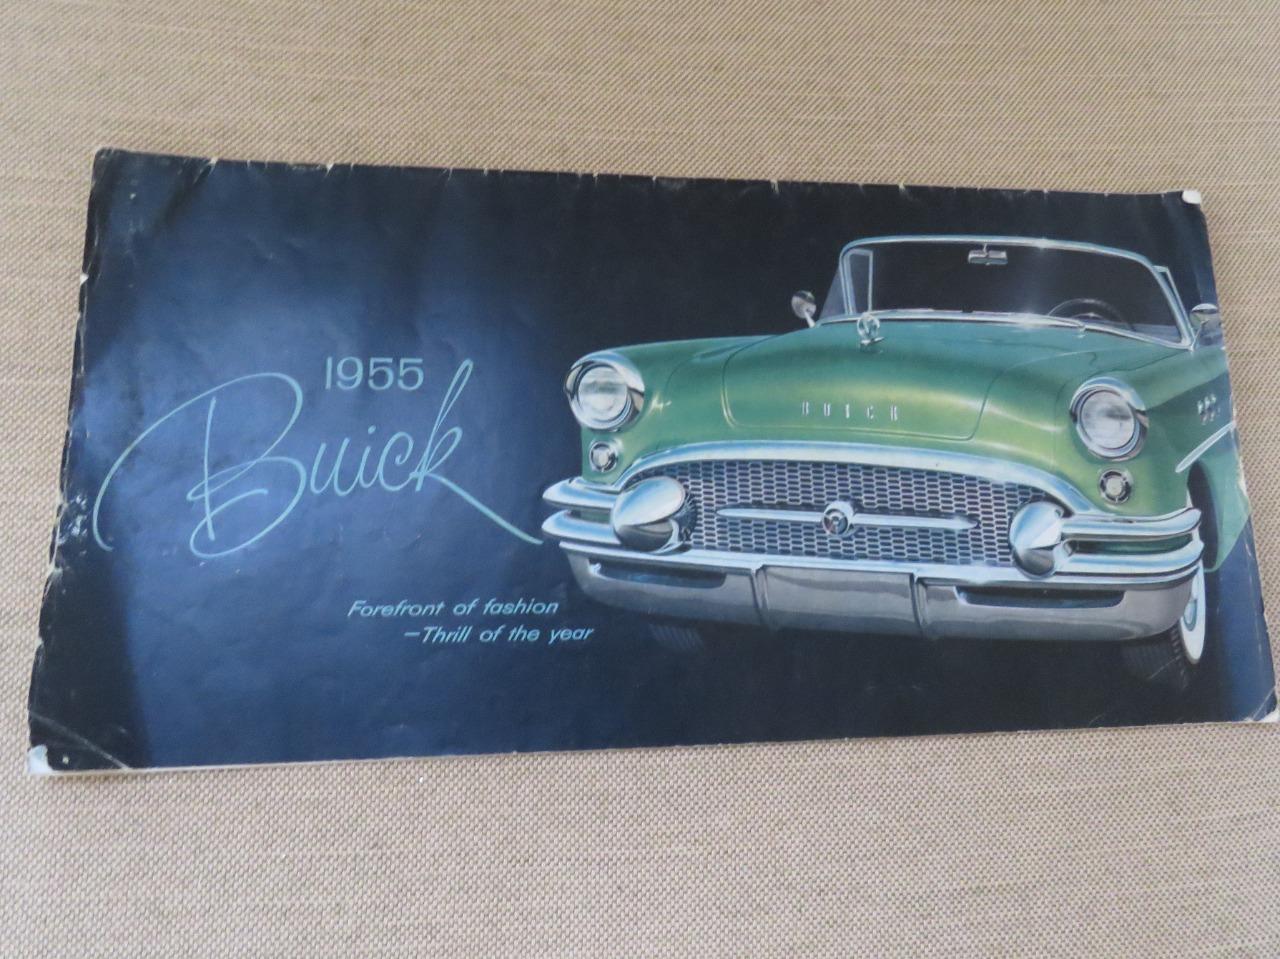 1955
Buick
BUICK
Forefront of fashion
—Thrill of the year